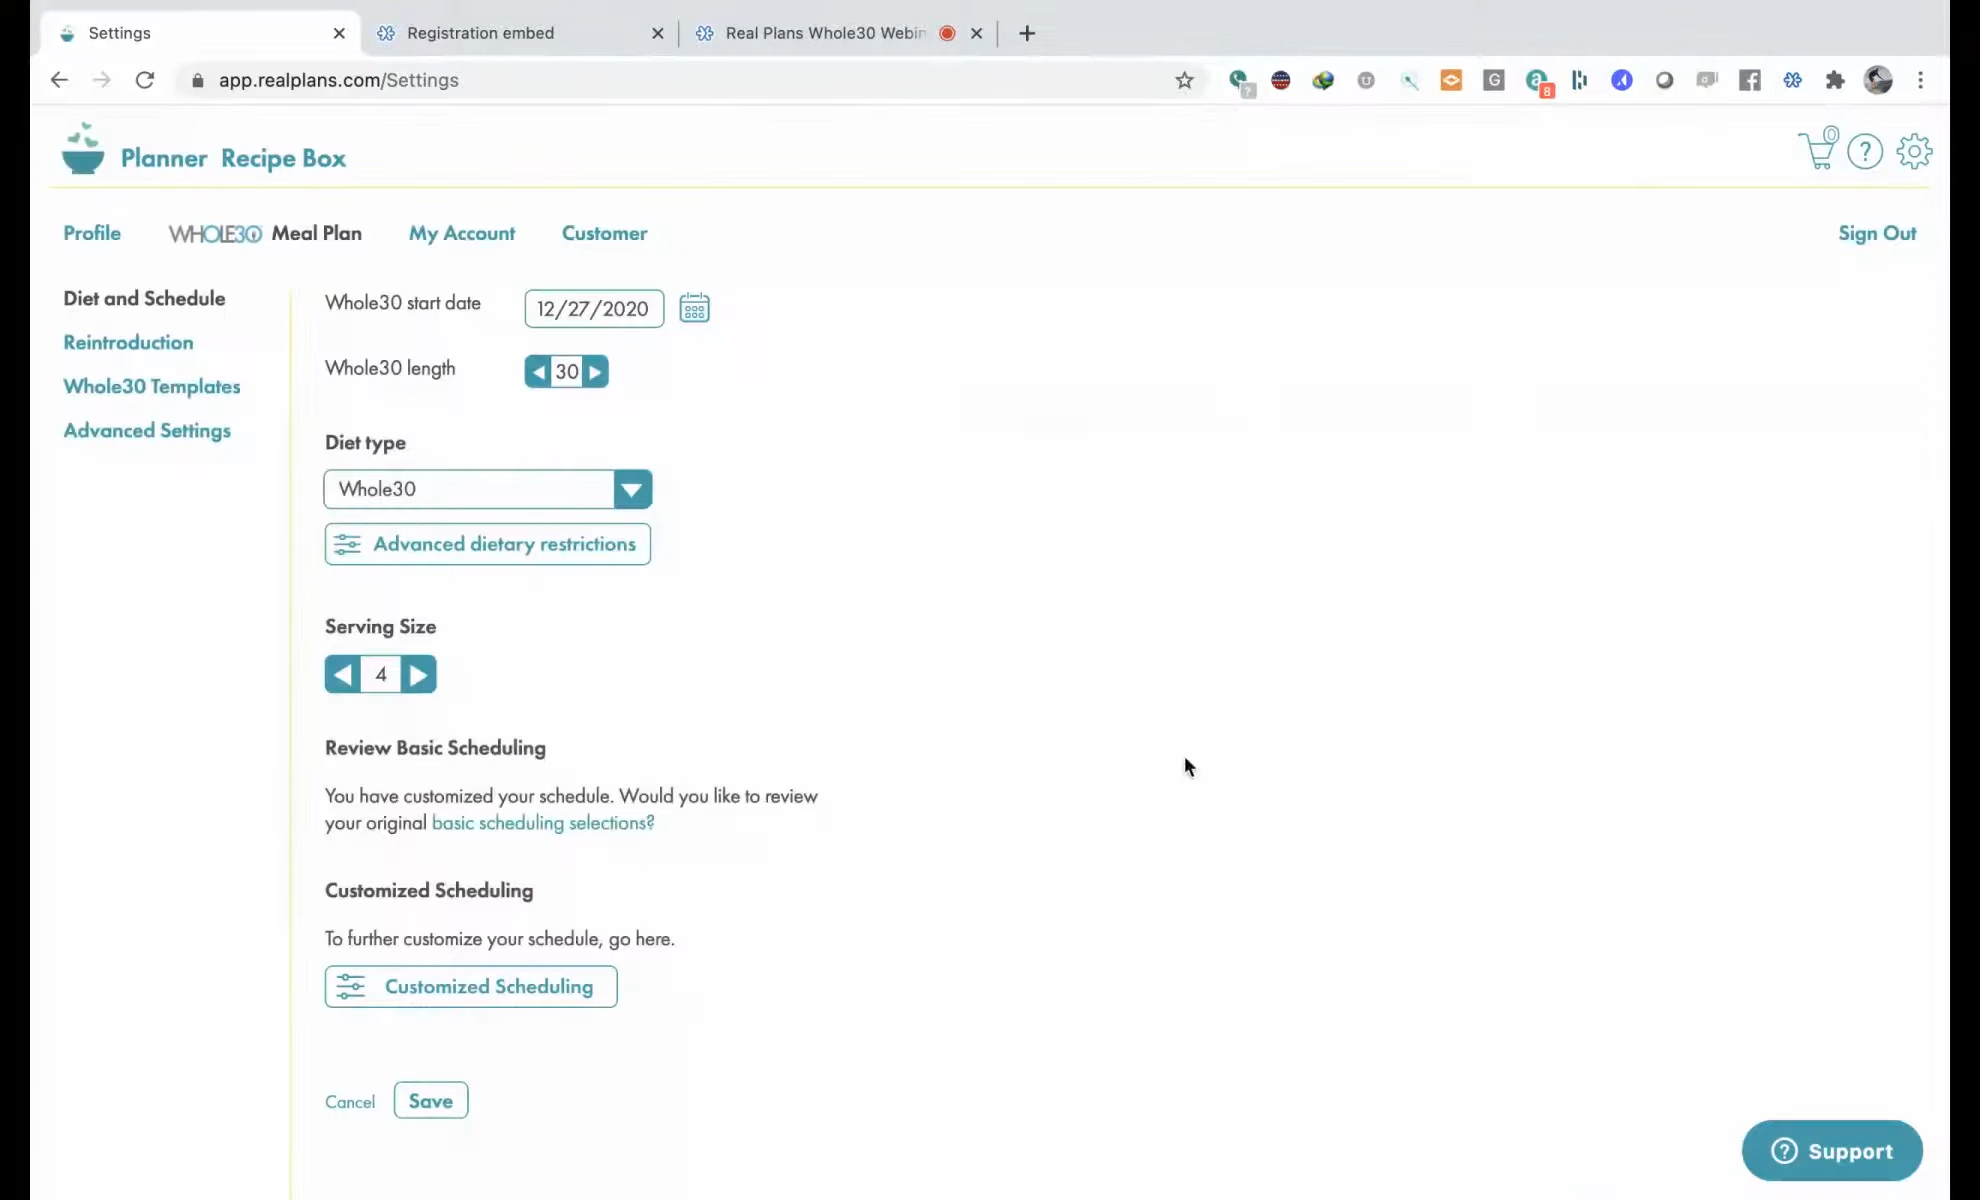 Settings
Registration embed
Real Plans Whole30 Webin
app.realplans.com/Settings
8
Planner Recipe Box
0
Profile
WHOLE30 Meal Plan
My Account
Customer
Sign Out
Diet and Schedule
Reintroduction
Whole30 Templates
Advanced Settings
Whole30 start date
12/27/2020
Whole30 length
30
Diet type
Whole30
Advanced dietary restrictions
Serving Size
4
Review Basic Scheduling
You have customized your schedule. Would you like to review
your original basic scheduling selections?
Customized Scheduling
To further customize your schedule, go here.
Customized Scheduling
Cancel
Save
Support